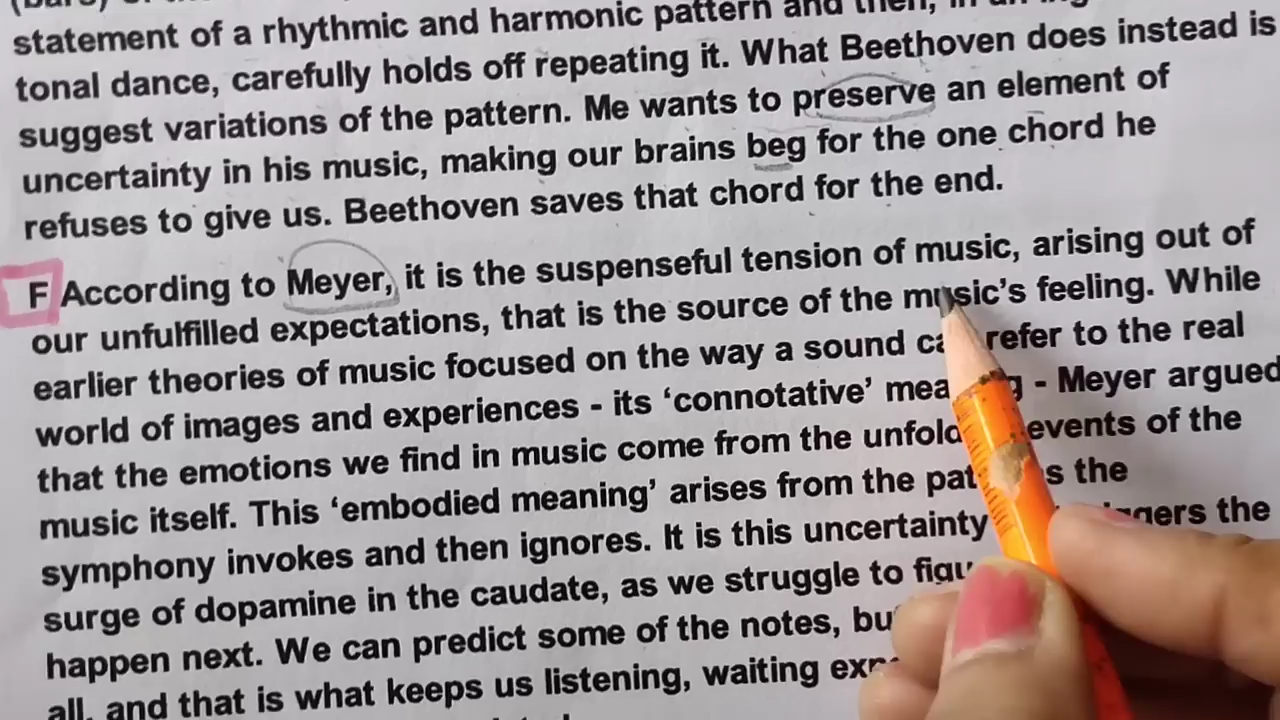 statement of a rhythmic and harmonic pattern and then, in an
tonal dance, carefully holds off repeating it. What Beethoven does instead is
suggest variations of the pattern. Me wants to preserve an element of
uncertainty in his music, making our brains beg for the one chord he
refuses to give us. Beethoven saves that chord for the end.
F According to Meyer, it is the suspenseful tension of music, arising out of
our unfulfilled expectations, that is the source of the music's feeling. While
earlier theories of music focused on the way a sound refer to the real
world of images and experiences - its 'connotative' - Meyer argued
that the emotions we find in music come from the events of the
music itself. This 'embodied meaning' arises from the the
symphony invokes and then ignores. It is this uncertainty the
surge of dopamine in the caudate, as we struggle to
happen next. We can predict some of the notes,
all, and that is what keeps us listening, waiting